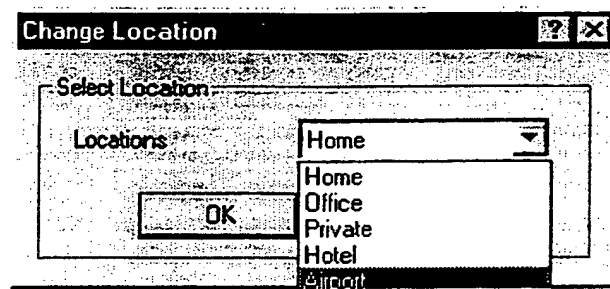 Change Location
Select Location
Locations Home
Home
Office
OK
Private
Hotel
Airport